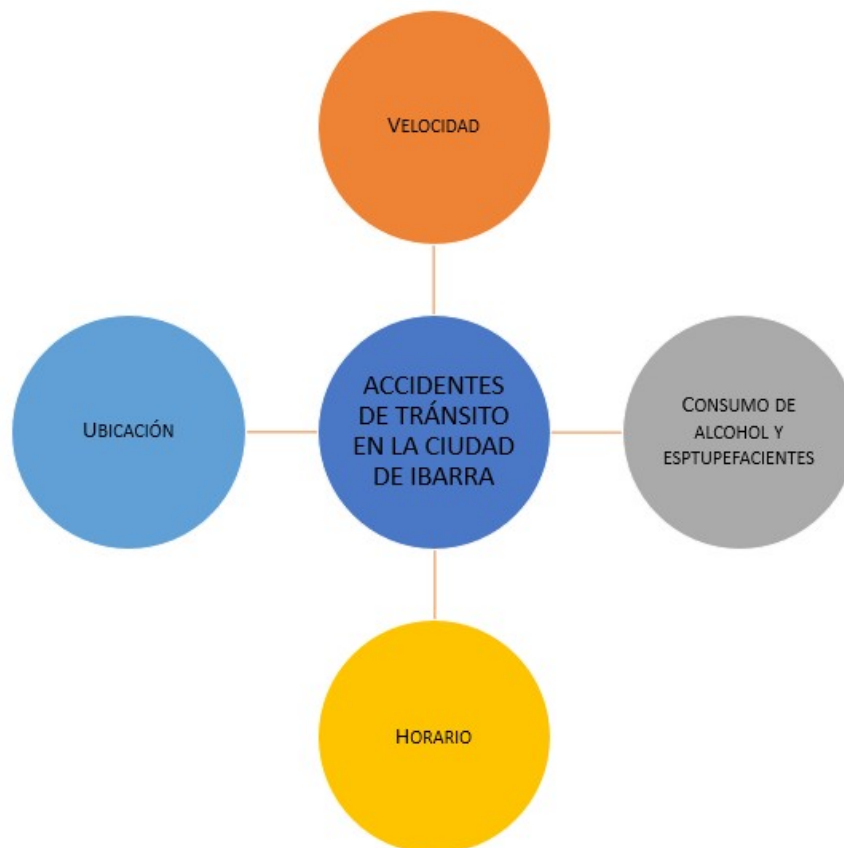 VELOCIDAD
UBICACIÓN
ACCIDENTES
DE TRÁNSITO
EN LA CIUDAD
DE IBARRA
CONSUMO DE
ALCOHOL Y
ESPTUPEFACIENTES
HORARIO